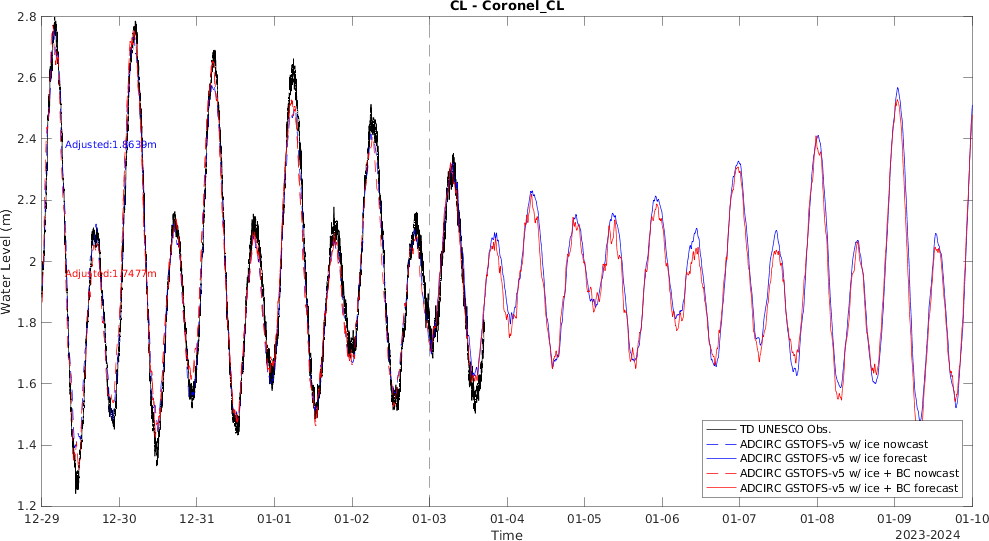 CL - Coronel_CL
2.8
2.6
2.4
2.2
2
1.8
1.6
1.4
1.2
Water Level (m)
Adjusted:1.8639m
Adjusted:1.7477m
TD UNESCO Obs.
ADCIRC GSTOFS-v5 w/ ice nowcast
ADCIRC GSTOFS-v5 w/ ice forecast
ADCIRC GSTOFS-v5 w/ ice + BC nowcast
ADCIRC GSTOFS-v5 w/ ice + BC forecast
12-29 12-30 12-31 01-01 01-02 01-03 01-04 01-05 01-06 01-07 01-08 01-09 01-10
Time
2023-2024